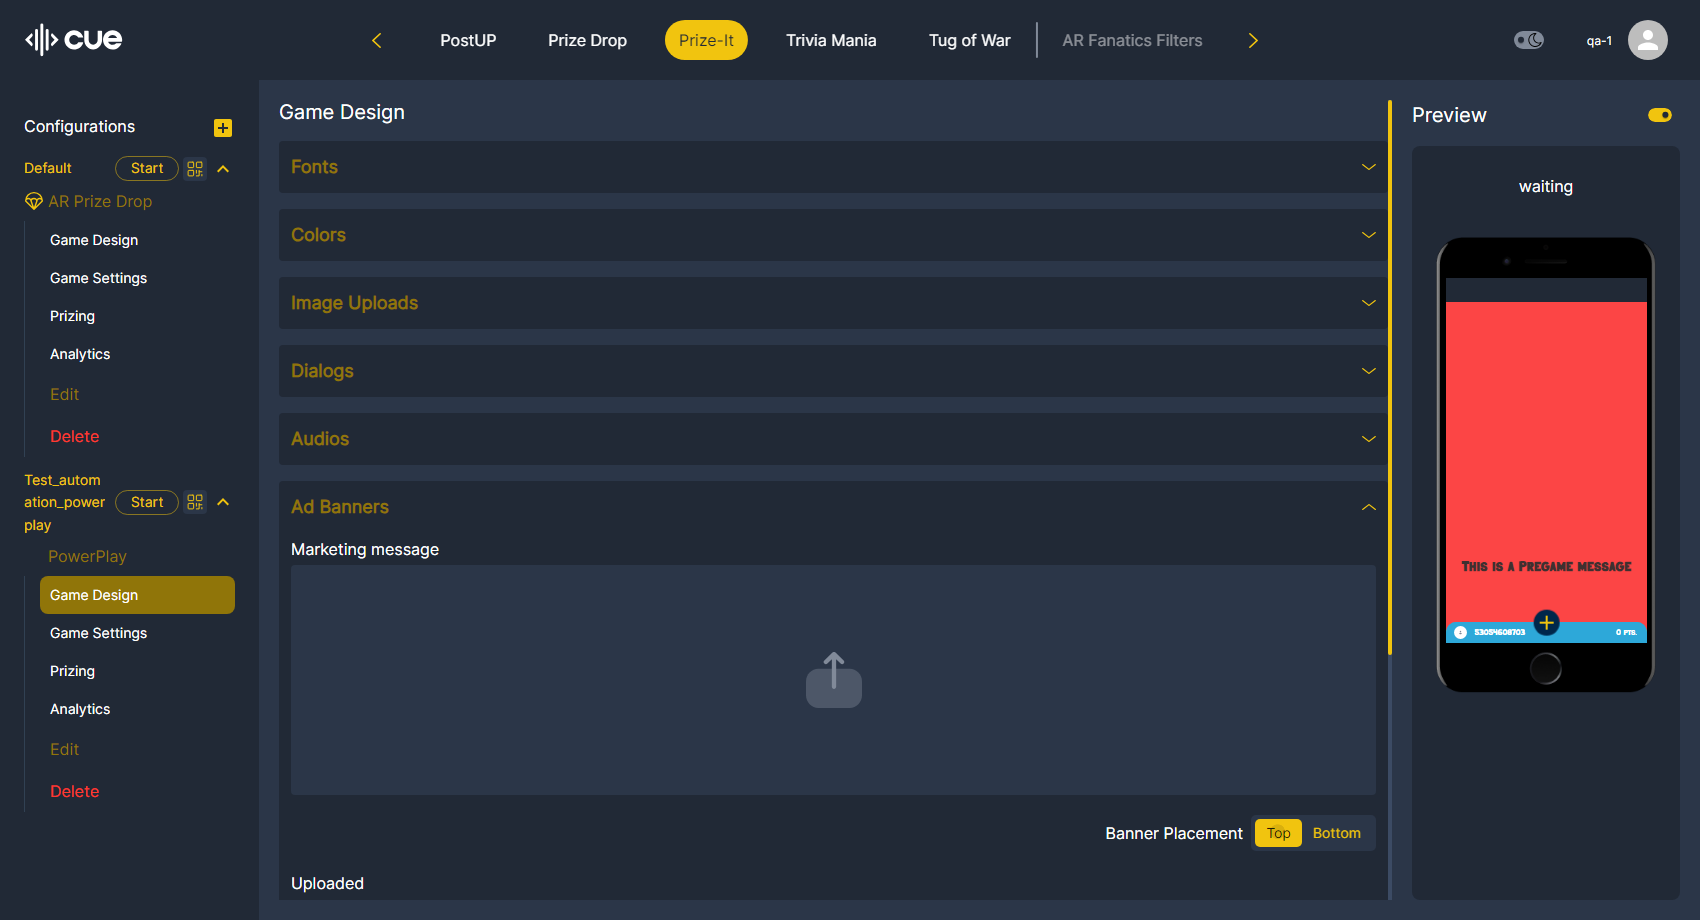 cue
PostUP
Prize Drop
Prize-It
Trivia Mania
Tug of War
AR Fanatics Filters
qa-1
Configurations
Default
Start
AR Prize Drop
Game Design
Game Settings
Prizing
Analytics
Edit
Delete
Test_autom
ation_power
play
Start
PowerPlay
Game Design
Game Settings
Prizing
Analytics
Edit
Delete
Game Design
Fonts
Colors
Image Uploads
Dialogs
Audios
Ad Banners
Marketing message
Banner Placement
Top
Bottom
Uploaded
Preview
waiting
This is a Pregame message
53054608703
0 PTS.